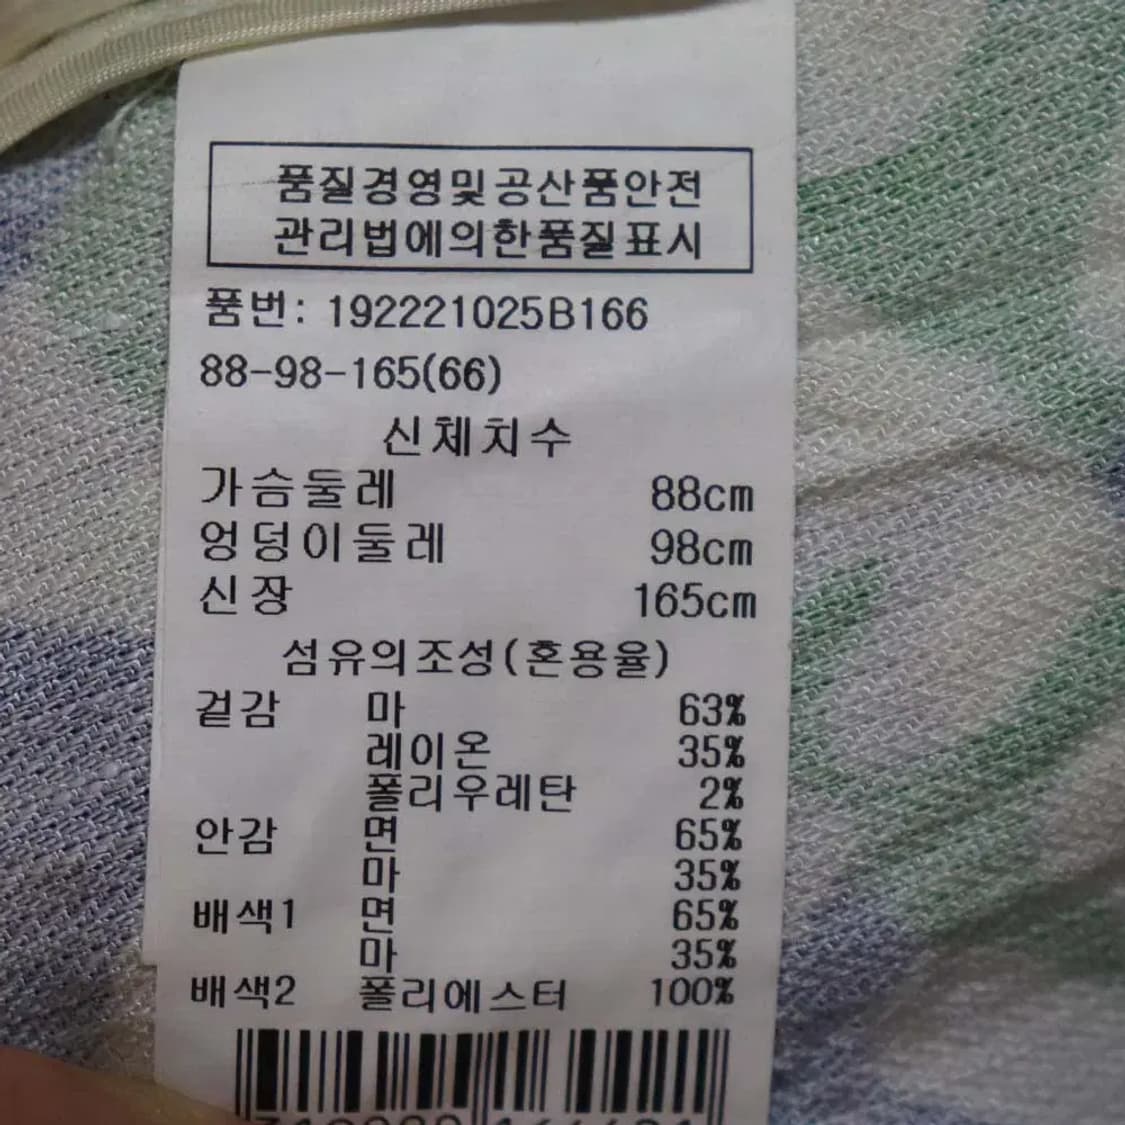 품질경영및공산품안전
관리법에의한품질표시
품번: 192221025B166
88-98-165(66)
신체치수
가슴둘레 88cm
엉덩이둘레 98cm
신장 165cm
섬유의조성(혼용율)
겉감 마 63%
레이온 35%
폴리우레탄 2%
안감 면 65%
마 35%
배색1 면 65%
마 35%
배색2 폴리에스터 100%